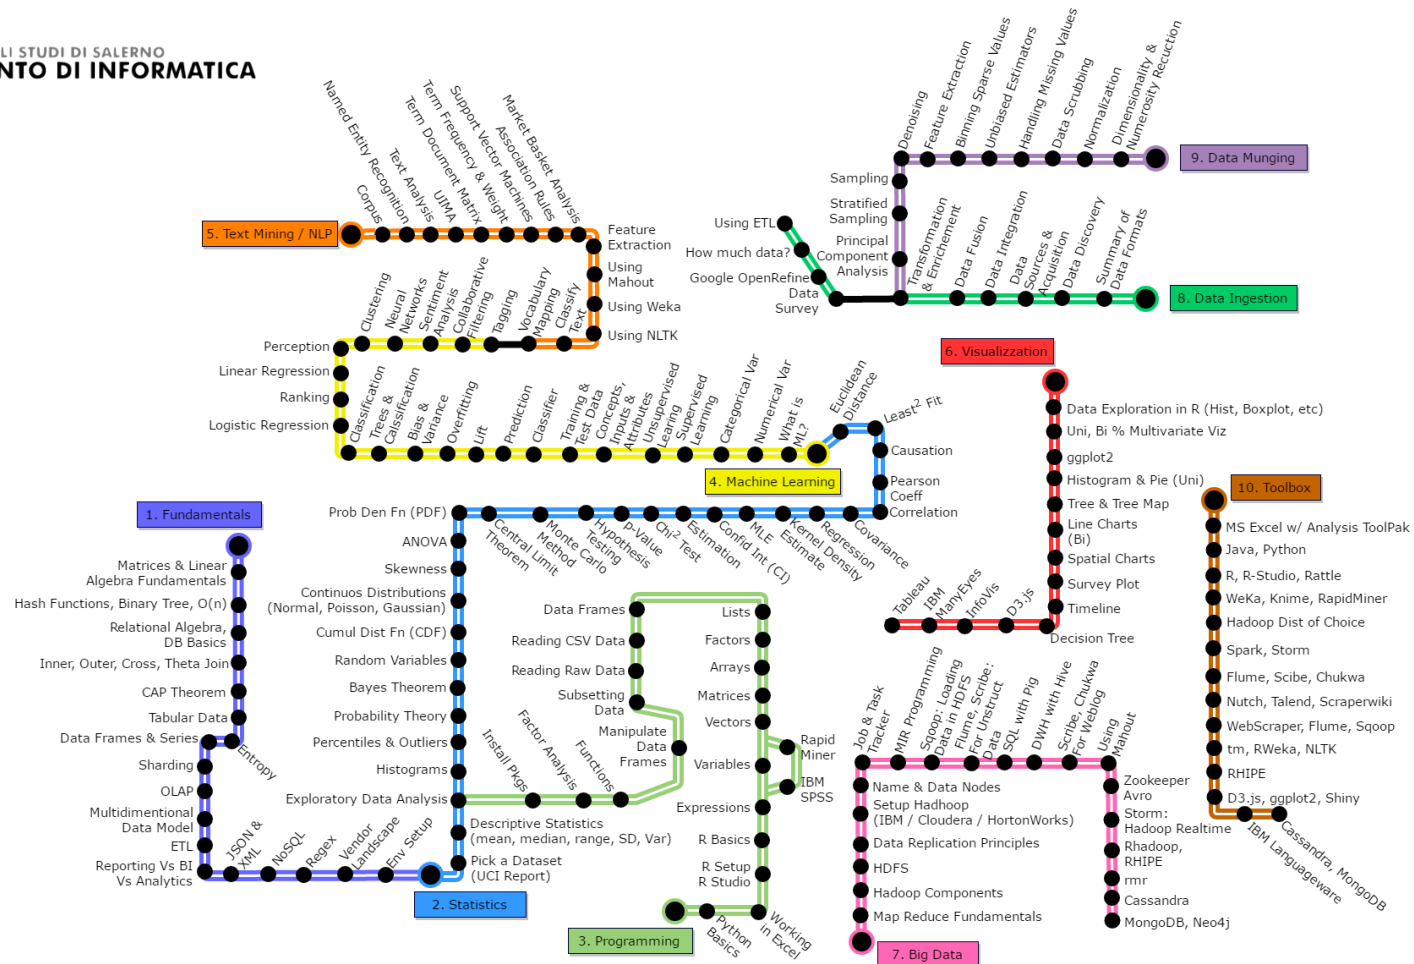 LI STUDI DI SALERNO
NTO DI INFORMATICA
5. Text Mining / NLP
Corpus
Named Entity Recognition
Text Analysis
UIMA
Term Document Matrix
Term Frequency & Weight
Support Vector Machines
Association Rules
Market Basket Analysis
Feature
Extraction
Using
Mahout
Using Weka
Using NLTK
Classify
Text
Vocabulary
Mapping
Tagging
Collaborative
Filtering
Sentiment
Analysis
Neural
Networks
Clustering
Perception
Linear Regression
Ranking
Logistic Regression
Classification
Trees &
Calsification
Bias &
Variance
Overfitting
Lift
Prediction
Classifier
Training &
Test Data
Concepts,
Inputs &
Attributes
Unsupervised
Learing
Supervised
Learning
Categorical Var
Numerical Var
What is
ML?
4. Machine Learning
Euclidean
Distance
Least² Fit
Causation
Pearson
Coeff
Correlation
Covariance
Regression
Kernel Density
Estimate
MLE
Confid Int (CI)
Estimation
Chi² Test
p-Value
Hypothesis
Testing
Monte Carlo
Method
Central Limit
Theorem
Prob Den Fn (PDF)
ANOVA
Skewness
Continuos Distributions
(Normal, Poisson, Gaussian)
Cumul Dist Fn (CDF)
Random Variables
Bayes Theorem
Probability Theory
Percentiles & Outliers
Histograms
Exploratory Data Analysis
Descriptive Statistics
(mean, median, range, SD, Var)
Pick a Dataset
(UCI Report)
2. Statistics
1. Fundamentals
Matrices & Linear
Algebra Fundamentals
Hash Functions, Binary Tree, O(n)
Relational Algebra,
DB Basics
Inner, Outer, Cross, Theta Join
CAP Theorem
Tabular Data
Entropy
Data Frames & Series
Sharding
OLAP
Multidimentional
Data Model
ETL
Reporting Vs BI
Vs Analytics
JSON &
XML
NoSQL
Regex
Vendor
Landscape
Env Setup
3. Programming
Python
Basics
Working
in Excel
R Setup
R Studio
R Basics
Expressions
IBM
SPSS
Rapid
Miner
Variables
Vectors
Matrices
Arrays
Factors
Lists
Data Frames
Reading CSV Data
Reading Raw Data
Subsetting
Data
Manipulate
Data
Frames
Functions
Factor Analysis
Install Pkgs
9. Data Munging
Dimensionality &
Numerosity Recuction
Normalization
Data Scrubbing
Handling Missing Values
Unbiased Estimators
Binning Sparse Values
Feature Extraction
Denoising
Sampling
Stratified
Sampling
Principal
Component
Analysis
8. Data Ingestion
Summary of
Data Formats
Data Discovery
Data
Sources &
Acquisition
Data Integration
Data Fusion
Transformation
& Enrichement
Data
Survey
Google OpenRefine
How much data?
Using ETL
6. Visualizzation
Data Exploration in R (Hist, Boxplot, etc)
Uni, Bi % Multivariate Viz
ggplot2
Histogram & Pie (Uni)
Tree & Tree Map
Line Charts
(Bi)
Spatial Charts
Survey Plot
Timeline
Decision Tree
D3.js
InfoVis
IBM
ManyEyes
Tableau
7. Big Data
Map Reduce Fundamentals
Hadoop Components
HDFS
Data Replication Principles
Setup Hadhoop
(IBM / Cloudera / HortonWorks)
Name & Data Nodes
Job & Task
Tracker
MIR Programming
Sqoop: Loading
Data in HDFS
Flume, Scribe:
For Unstruct
Data
SQL with Pig
DWH with Hive
Scribe, Chukwa
For Weblog
Using
Mahout
Zookeeper
Avro
Storm:
Hadoop Realtime
Rhadoop,
RHIPE
rmr
Cassandra
MongoDB, Neo4j
10. Toolbox
MS Excel w/ Analysis ToolPak
Java, Python
R, R-Studio, Rattle
WeKa, Knime, RapidMiner
Hadoop Dist of Choice
Spark, Storm
Flume, Scibe, Chukwa
Nutch, Talend, Scraperwiki
WebScraper, Flume, Sqoop
tm, RWeka, NLTK
RHIPE
D3.js, ggplot2, Shiny
IBM Languageware
Cassandra, MongoDB